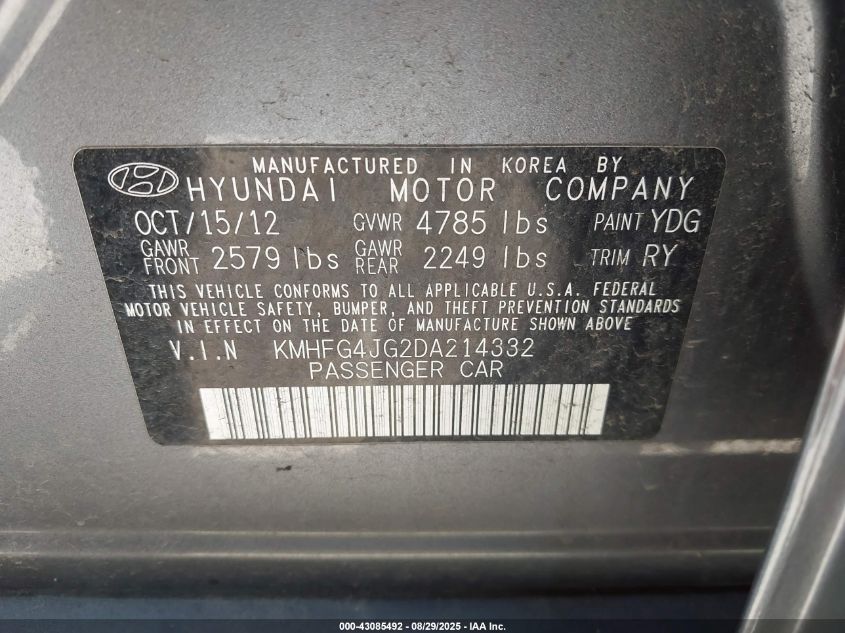 MANUFACTURED IN KOREA BY
HYUNDAI MOTOR COMPANY
OCT/15/12 GVWR 4785 lbs PAINT YDG
GAWR FRONT 2579 lbs GAWR REAR 2249 lbs TRIM RY
THIS VEHICLE CONFORMS TO ALL APPLICABLE U.S.A. FEDERAL
MOTOR VEHICLE SAFETY, BUMPER, AND THEFT PREVENTION STANDARDS
IN EFFECT ON THE DATE OF MANUFACTURE SHOWN ABOVE
V.I.N KMHFG4JG2DA214332
PASSENGER CAR
000-43085492 - 08/29/2025 - IAA Inc.